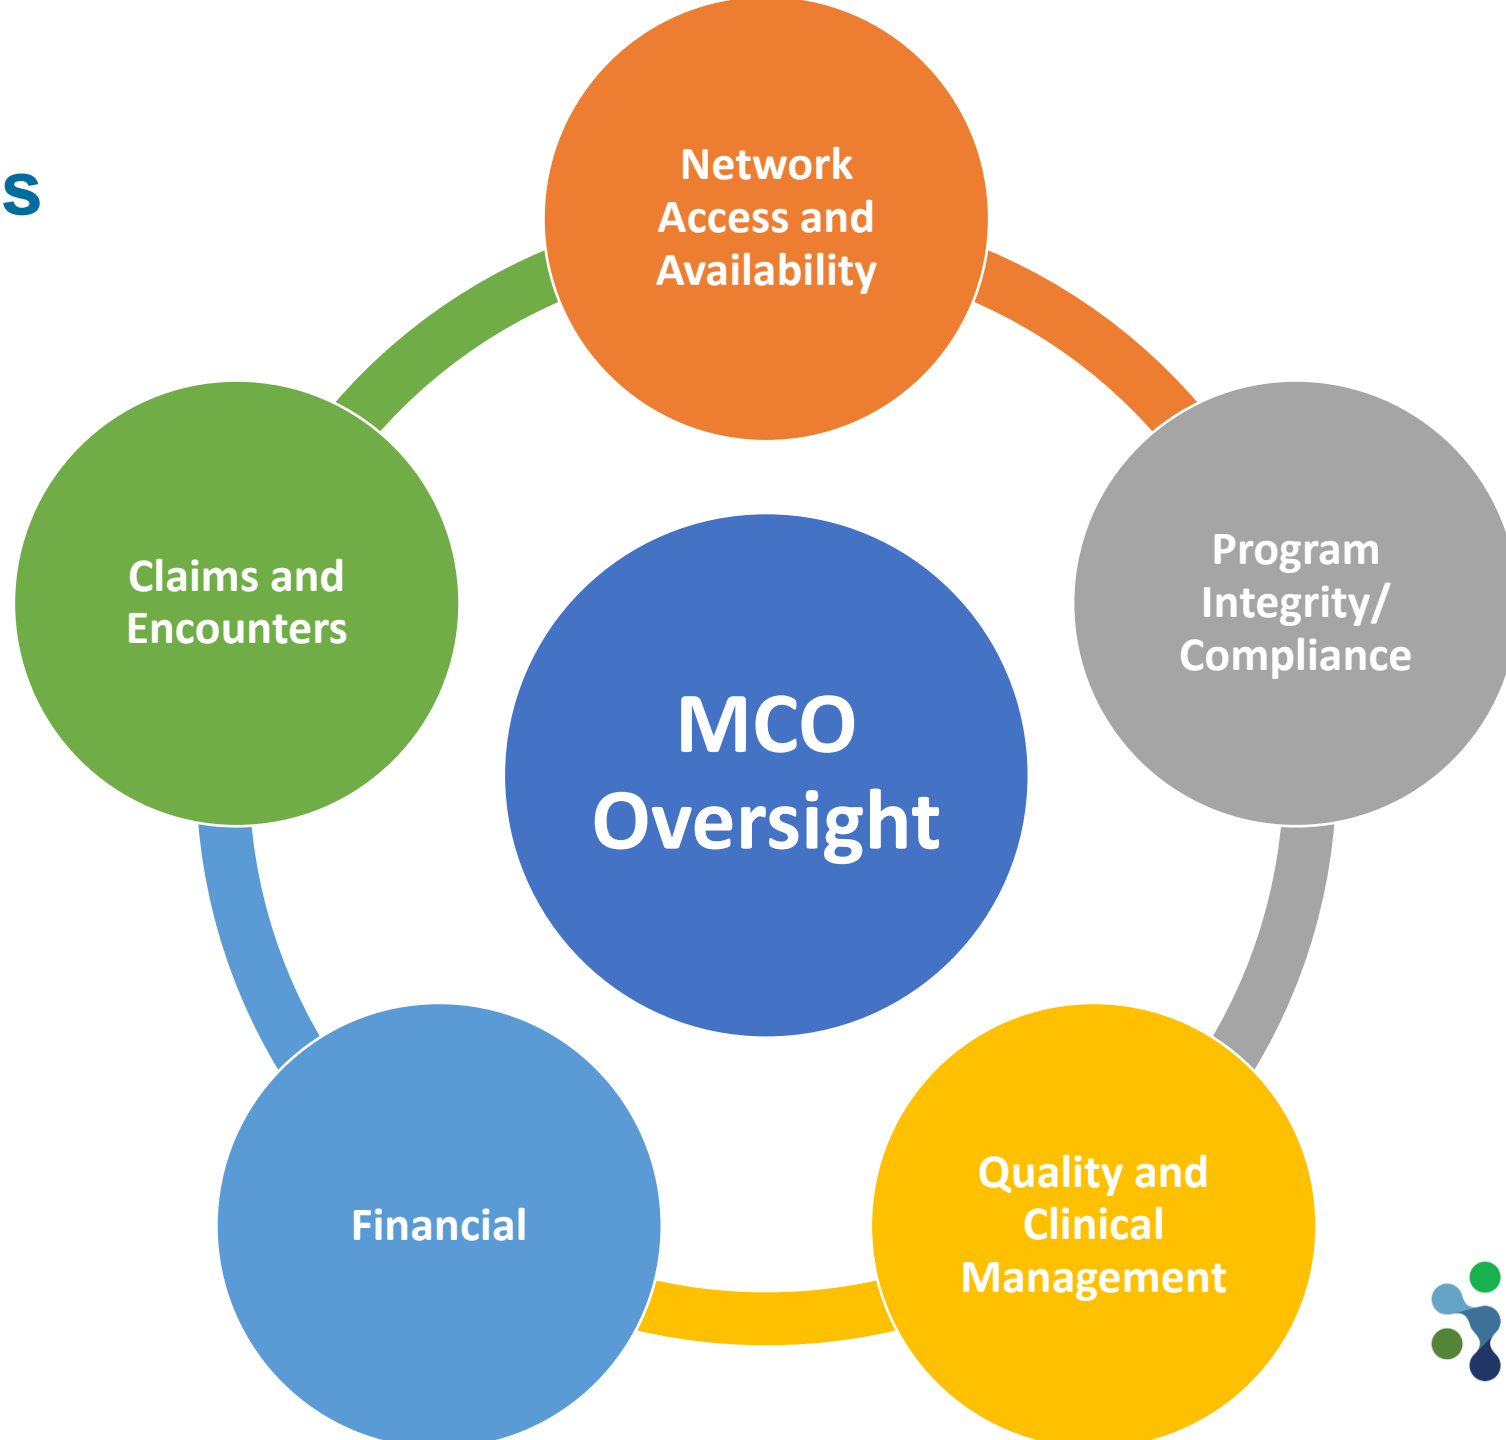 s
Network
Access and
Availability
Program
Integrity/
Compliance
Claims and
Encounters
MCO
Oversight
Quality and
Clinical
Management
Financial